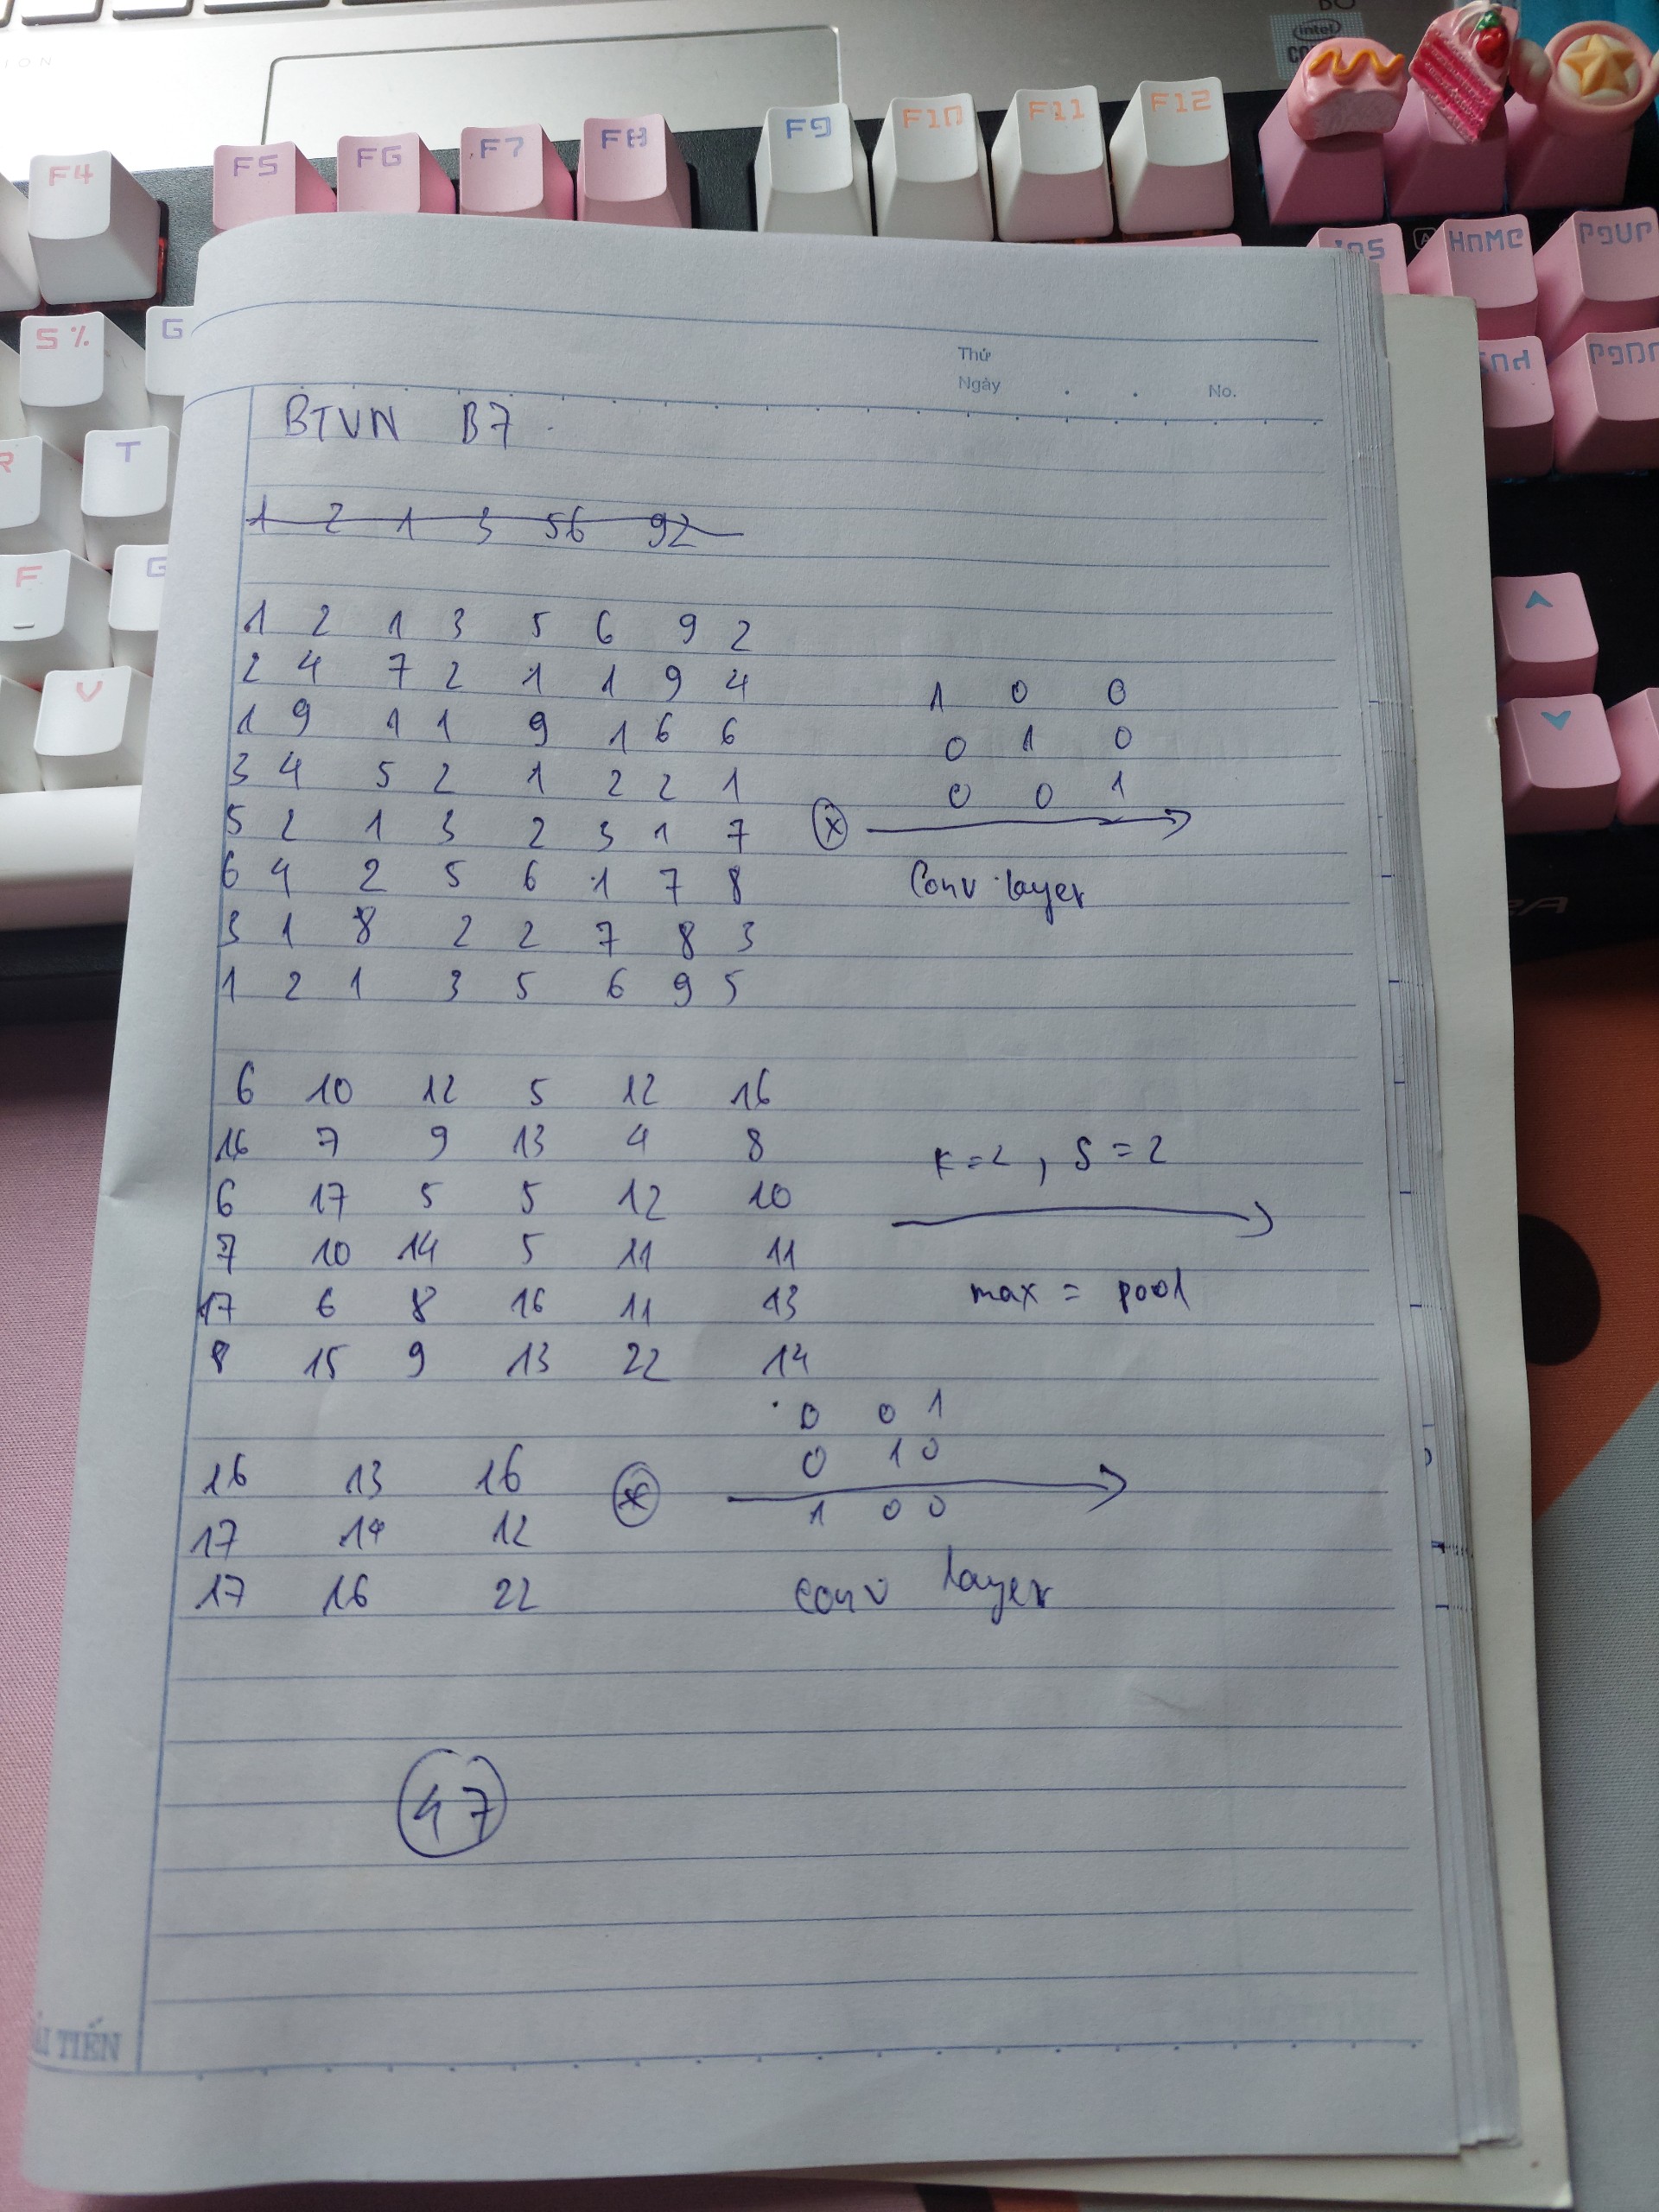 BO
intel
CO
ION
F4 F5 F6 F7 F8 F9 F10 F11 F12
HOME PGUP
5 %
G
PGDN
R T
F G
V
Thứ
Ngày . . No.
BTVN B7
1 2 1 3 56 92
1 2 1 3 5 6 9 2
2 4 7 2 1 1 9 4
1 9 1 1 9 1 6 6
3 4 5 2 1 2 2 1
5 2 1 3 2 3 1 7
6 4 2 5 6 1 7 8
3 1 8 2 2 7 8 3
1 2 1 3 5 6 9 5
1 0 0
0 1 0
0 0 1
Conv layer
6 10 12 5 12 16
16 7 9 13 4 8
6 17 5 5 12 10
7 10 14 5 11 11
17 6 8 16 11 13
8 15 9 13 22 14
K=2, S=2
max = pool
16 13 16
17 14 12
17 16 22
0 0 1
0 1 0
1 0 0
conv layer
47
ẢI TIẾN